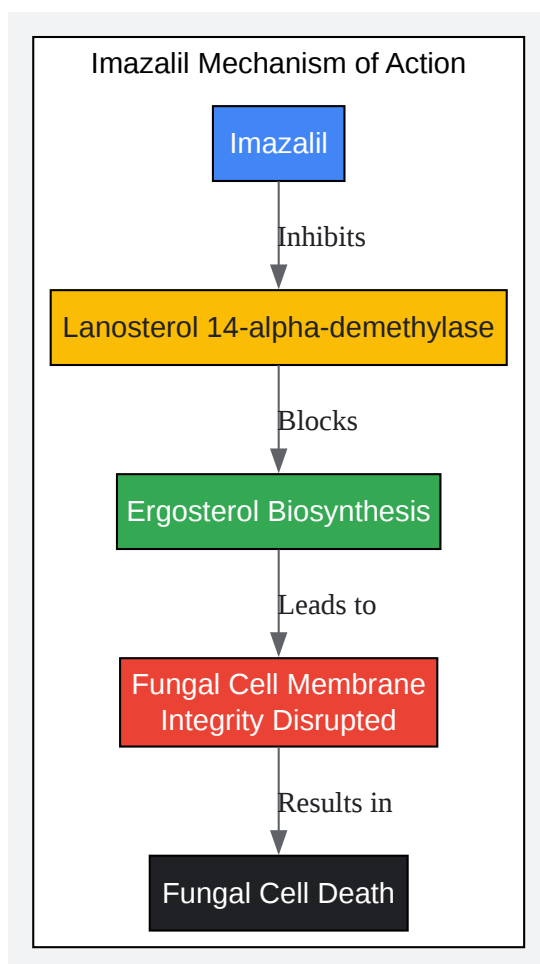 Imazalil Mechanism of Action
Imazalil
Inhibits
Lanosterol 14-alpha-demethylase
Blocks
Ergosterol Biosynthesis
Leads to
Fungal Cell Membrane
Integrity Disrupted
Results in
Fungal Cell Death